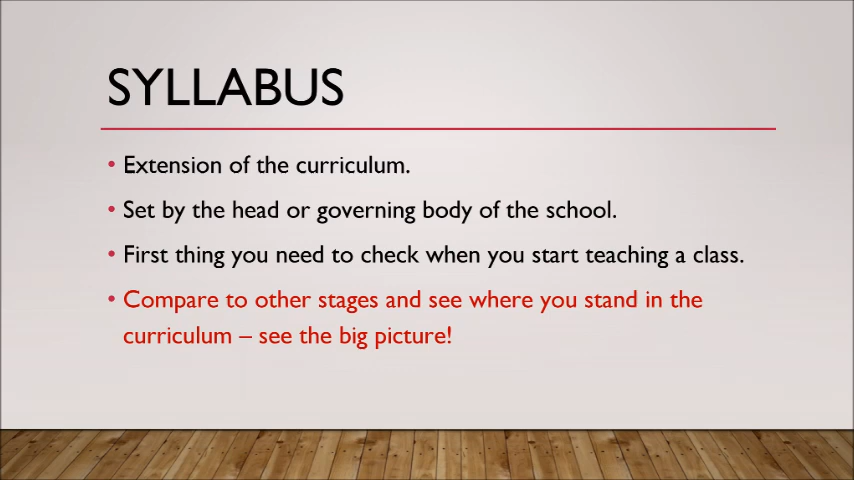 SYLLABUS
• Extension of the curriculum.
• Set by the head or governing body of the school.
• First thing you need to check when you start teaching a class.
• Compare to other stages and see where you stand in the
curriculum – see the big picture!